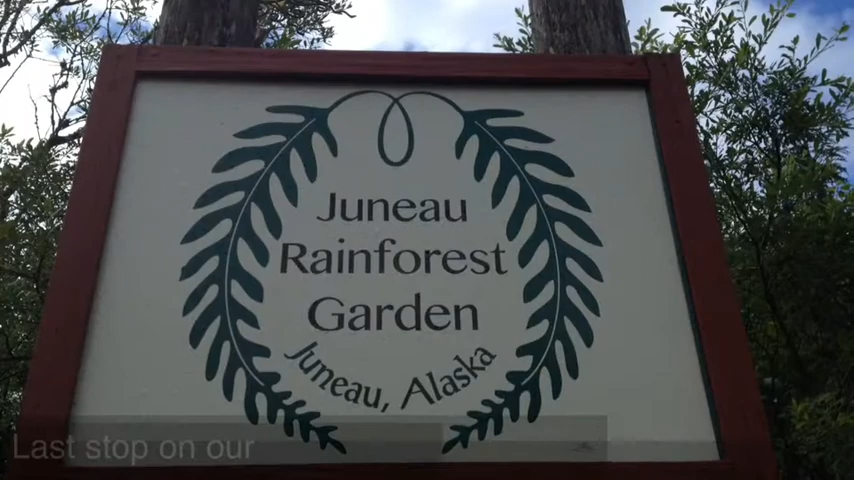 Juneau
Rainforest
Garden
Juneau, Alaska
Last stop on our